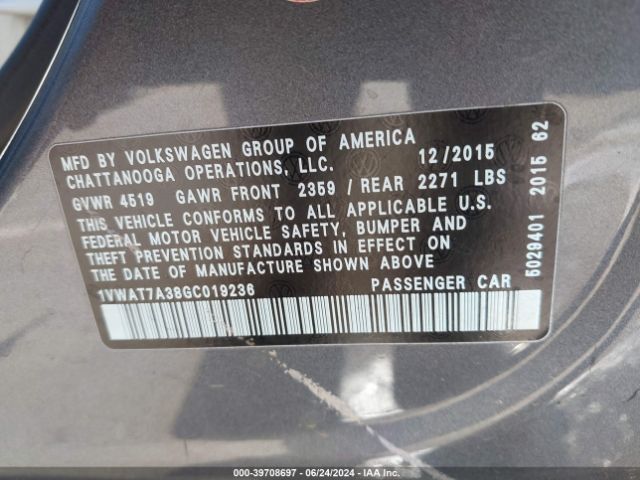 MFD BY VOLKSWAGEN GROUP OF AMERICA
CHATTANOOGA OPERATIONS, LLC. 12/2015
GVWR 4519 GAWR FRONT 2359 / REAR 2271 LBS
THIS VEHICLE CONFORMS TO ALL APPLICABLE U.S.
FEDERAL MOTOR VEHICLE SAFETY, BUMPER AND
THEFT PREVENTION STANDARDS IN EFFECT ON
THE DATE OF MANUFACTURE SHOWN ABOVE
1VWAT7A38GC019236 PASSENGER CAR
5029401 2015 62
000-39708697 - 06/24/2024 - IAA Inc.